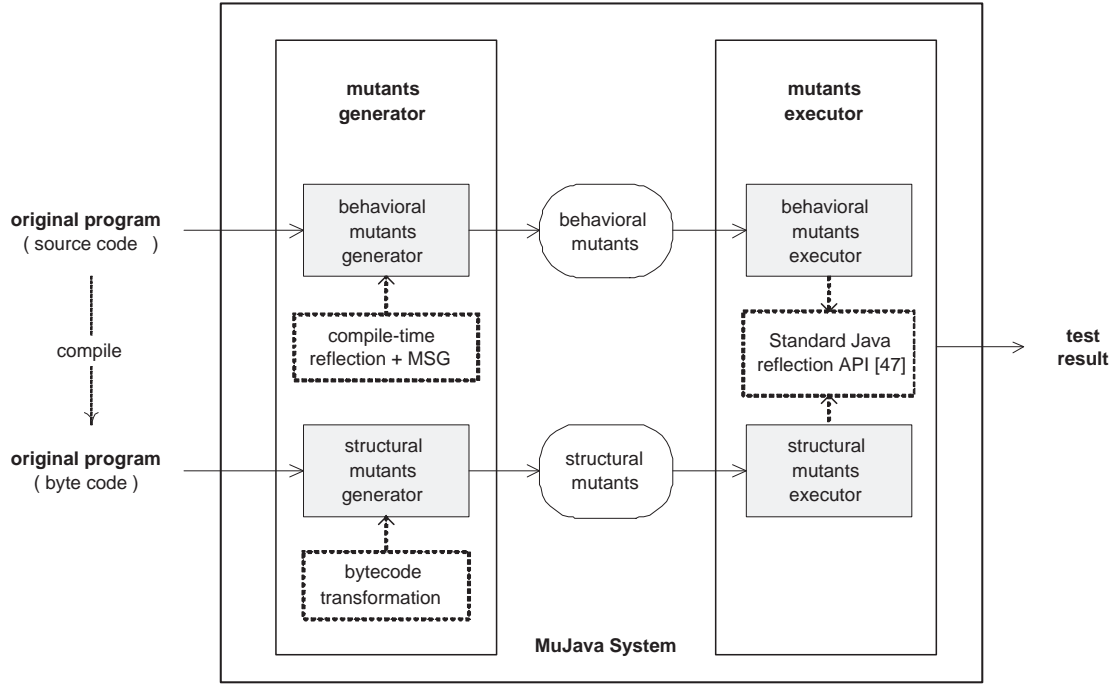 mutants
generator
mutants
executor
original program
( source code )
behavioral
mutants
generator
behavioral
mutants
behavioral
mutants
executor
compile-time
reflection + MSG
Standard Java
reflection API [47]
test
result
compile
original program
( byte code )
structural
mutants
generator
structural
mutants
structural
mutants
executor
bytecode
transformation
MuJava System